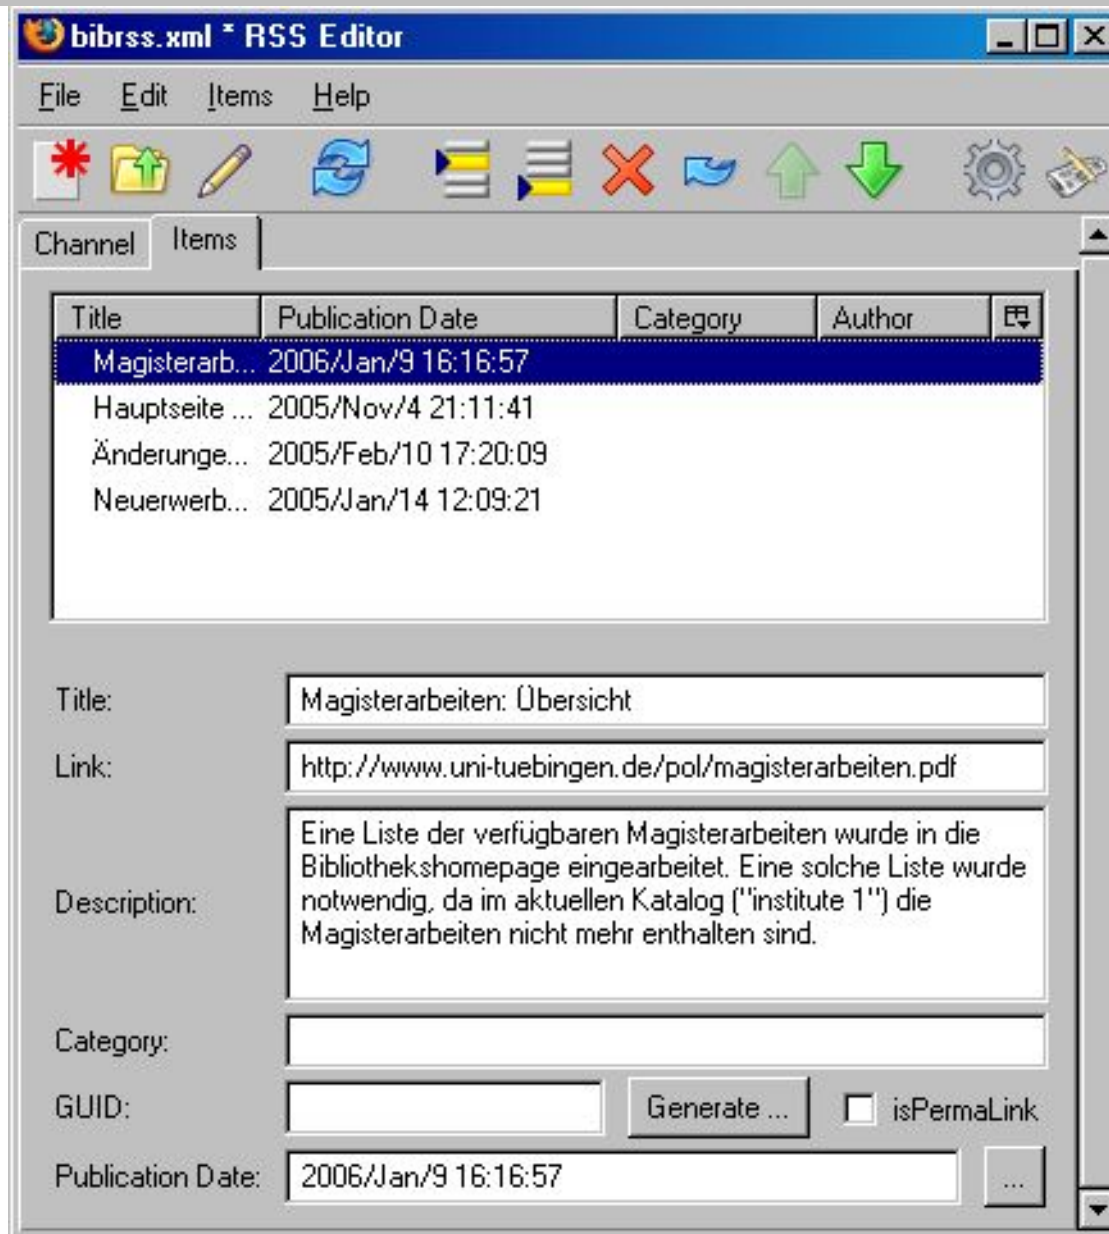 bibrss.xml * RSS Editor
File Edit Items Help
Channel Items
Title Publication Date Category Author
Magisterarb... 2006/Jan/9 16:16:57
Hauptseite ... 2005/Nov/4 21:11:41
Änderunge... 2005/Feb/10 17:20:09
Neuerwerb... 2005/Jan/14 12:09:21
Title: Magisterarbeiten: Übersicht
Link: http://www.uni-tuebingen.de/pol/magisterarbeiten.pdf
Description: Eine Liste der verfügbaren Magisterarbeiten wurde in die
Bibliothekshomepage eingearbeitet. Eine solche Liste wurde
notwendig, da im aktuellen Katalog ("institute 1") die
Magisterarbeiten nicht mehr enthalten sind.
Category:
GUID: Generate ... isPermaLink
Publication Date: 2006/Jan/9 16:16:57 ...